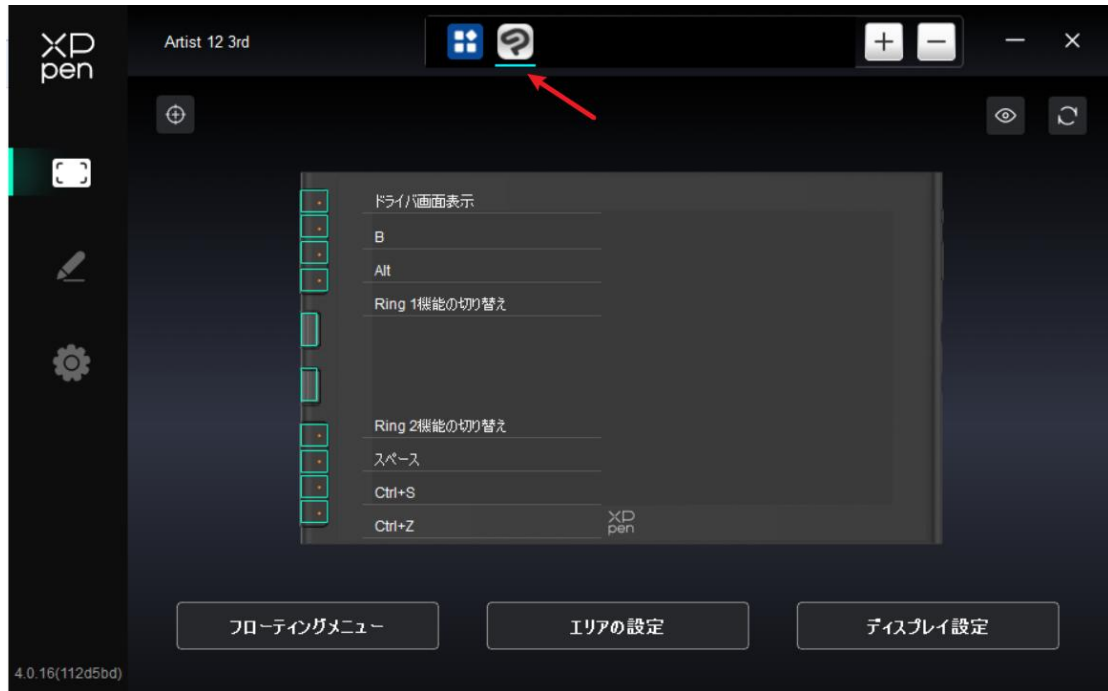 XP
pen
Artist 12 3rd
ドライバ画面表示
B
Alt
Ring 1機能の切り替え
Ring 2機能の切り替え
スペース
Ctrl+S
Ctrl+Z
XP
pen
フローティングメニュー
エリアの設定
ディスプレイ設定
4.0.16(112d5bd)